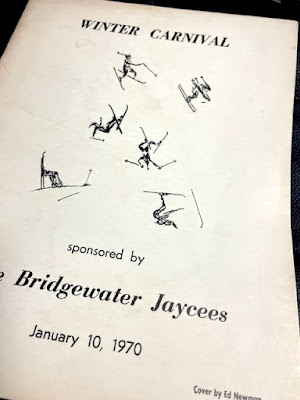 WINTER CARNIVAL
sponsored by
e Bridgewater Jaycees
January 10, 1970
Cover by Ed Newman